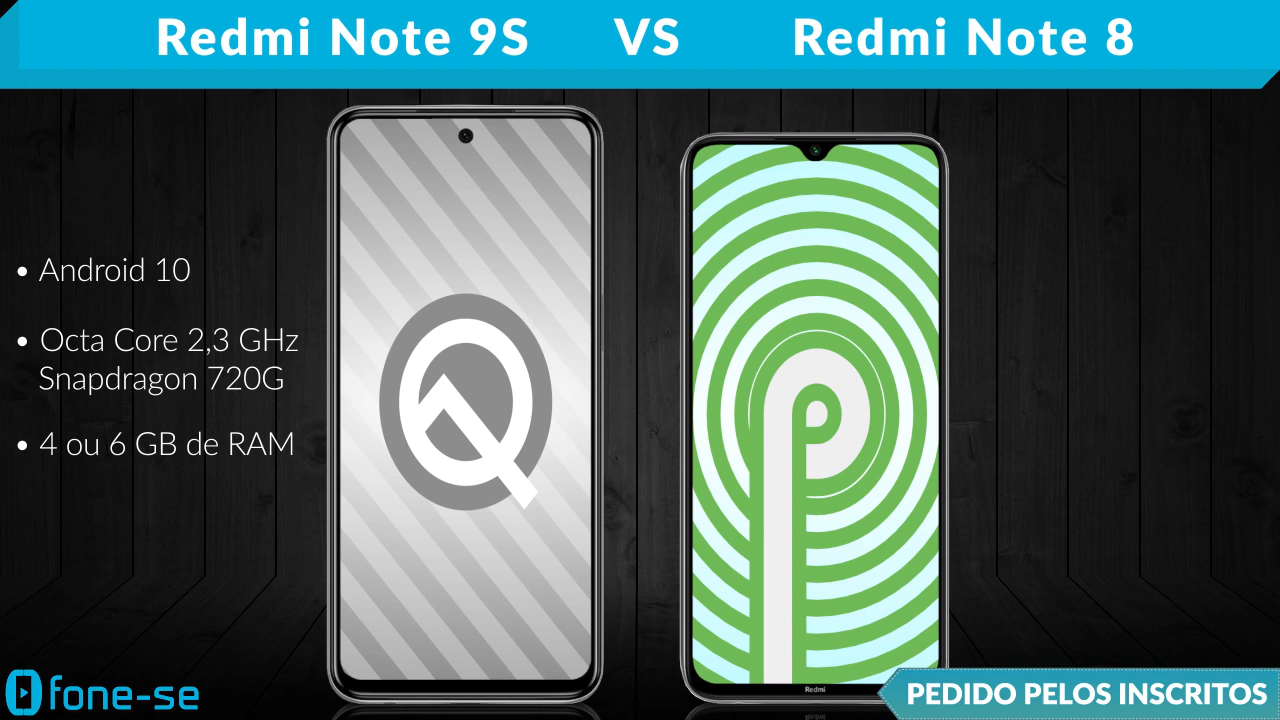 Redmi Note 9S VS Redmi Note 8
• Android 10
• Octa Core 2,3 GHz
Snapdragon 720G
• 4 ou 6 GB de RAM
Redmi
fone-se
PEDIDO PELOS INSCRITOS